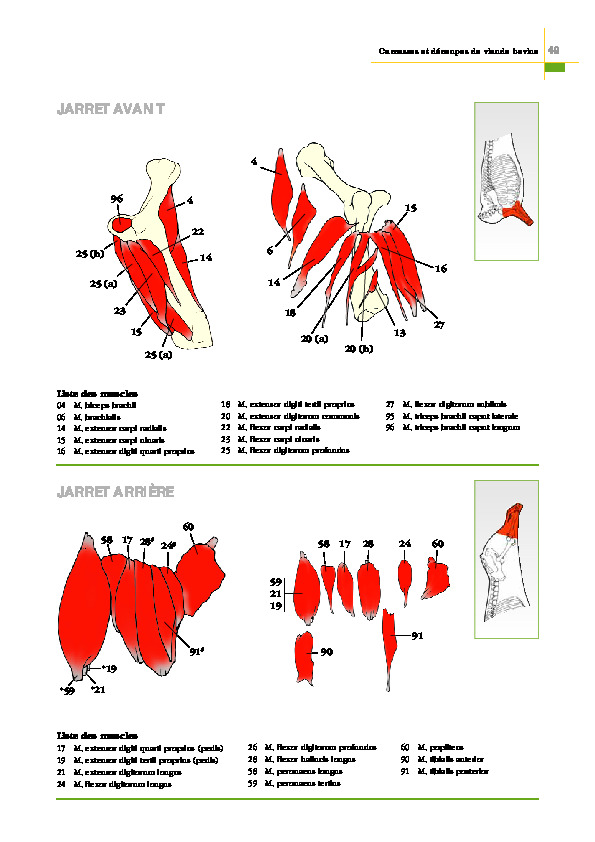 Carcasses et découpes de viande bovine 49
JARRET AVANT
4
96
4
22
25 (b)
14
25 (a)
23
15
25 (a)
4
15
6
16
14
18
27
20 (a)
13
20 (b)
Liste des muscles
04 M. biceps brachii
06 M. brachialis
14 M. extensor carpi radialis
15 M. extensor carpi ulnaris
16 M. extensor digiti quarti proprius
18 M. extensor digiti tertii proprius
20 M. extensor digitorum communis
22 M. flexor carpi radialis
23 M. flexor carpi ulnaris
25 M. flexor digitorum profundus
27 M. flexor digitorum sublimis
95 M. triceps brachii caput laterale
96 M. triceps brachii caput longum
JARRET ARRIÈRE
60
58 17 28* 24*
91*
*19
*59 *21
58 17 28 24 60
59
21
19
91
90
Liste des muscles
17 M. extensor digiti quarti proprius (pedis)
19 M. extensor digiti tertii proprius (pedis)
21 M. extensor digitorum longus
24 M. flexor digitorum longus
26 M. flexor digitorum profundus
28 M. flexor hallucis longus
58 M. peronaeus longus
59 M. peronaeus tertius
60 M. popliteus
90 M. tibialis anterior
91 M. tibialis posterior